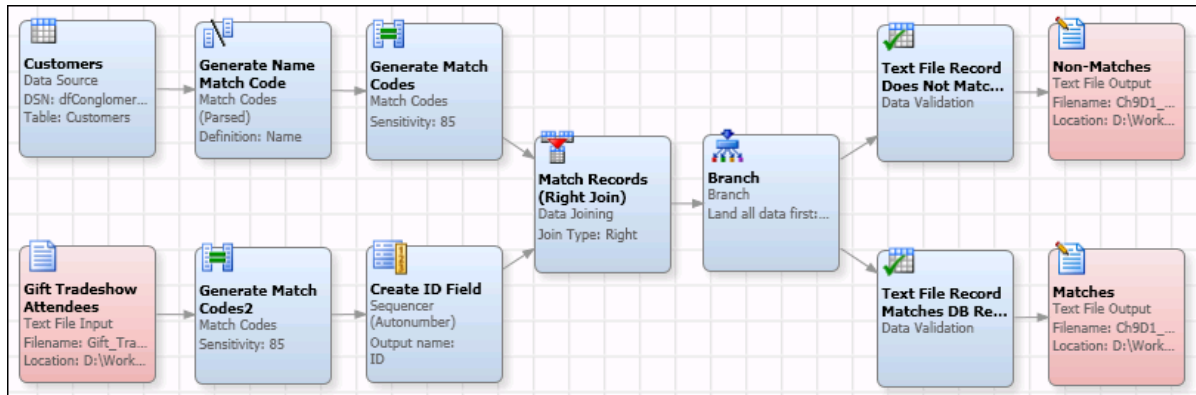 Customers
Data Source
DSN: dfConglomer...
Table: Customers
Generate Name
Match Code
Match Codes
(Parsed)
Definition: Name
Generate Match
Codes
Match Codes
Sensitivity: 85
Text File Record
Does Not Matc...
Data Validation
Non-Matches
Text File Output
Filename: Ch9D1_...
Location: D:\Work...
Match Records
(Right Join)
Data Joining
Join Type: Right
Branch
Branch
Land all data first:...
Gift Tradeshow
Attendees
Text File Input
Filename: Gift_Tra...
Location: D:\Work...
Generate Match
Codes2
Match Codes
Sensitivity: 85
Create ID Field
Sequencer
(Autonumber)
Output name:
ID
Text File Record
Matches DB Re...
Data Validation
Matches
Text File Output
Filename: Ch9D1_...
Location: D:\Work...